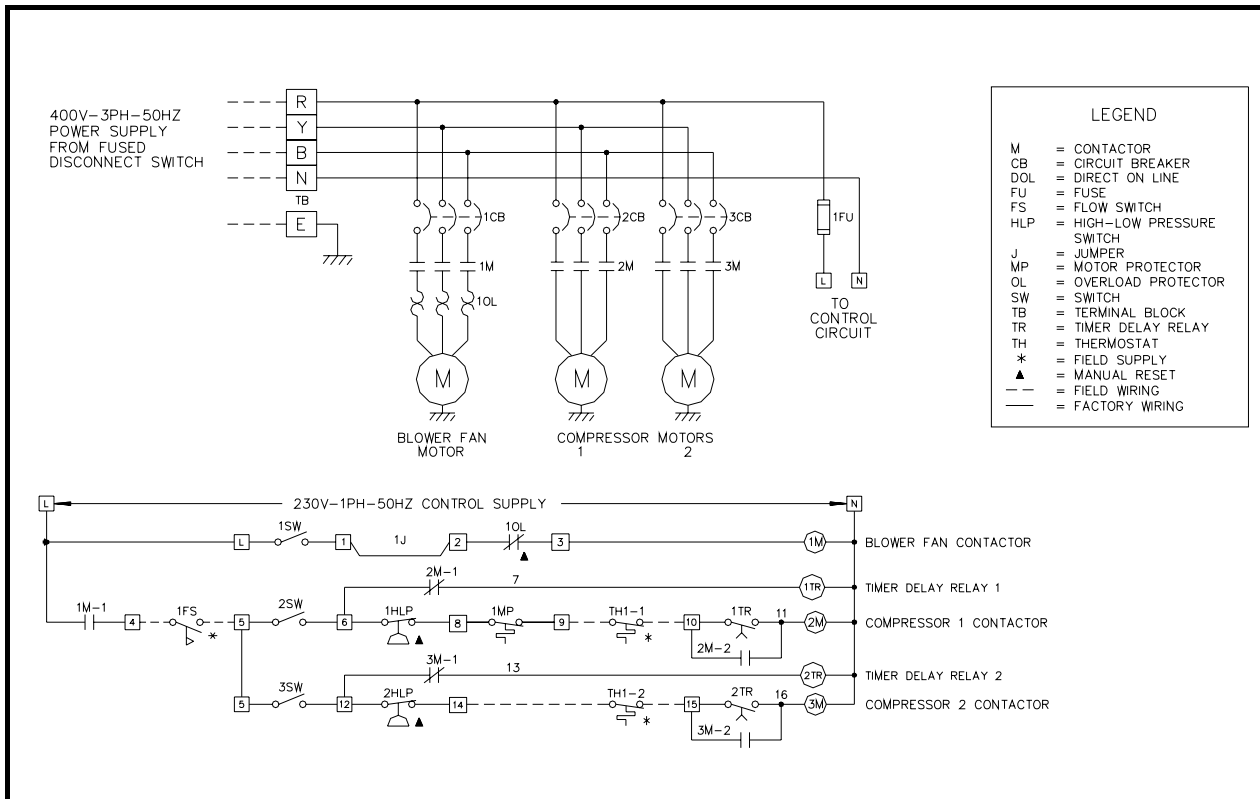 400V-3PH-50HZ
POWER SUPPLY
FROM FUSED
DISCONNECT SWITCH
R
Y
B
N
TB
E
1CB
2CB
3CB
1FU
1M
2M
3M
1OL
L N
TO
CONTROL
CIRCUIT
M M M
BLOWER FAN
MOTOR
COMPRESSOR MOTORS
1 2
LEGEND
M = CONTACTOR
CB = CIRCUIT BREAKER
DOL = DIRECT ON LINE
FU = FUSE
FS = FLOW SWITCH
HLP = HIGH-LOW PRESSURE
SWITCH
J = JUMPER
MP = MOTOR PROTECTOR
OL = OVERLOAD PROTECTOR
SW = SWITCH
TB = TERMINAL BLOCK
TR = TIMER DELAY RELAY
TH = THERMOSTAT
* = FIELD SUPPLY
▲ = MANUAL RESET
— — = FIELD WIRING
—— = FACTORY WIRING
L 230V-1PH-50HZ CONTROL SUPPLY N
L 1SW 1 1J 2 1OL 3 1M BLOWER FAN CONTACTOR
2M-1 7 1TR TIMER DELAY RELAY 1
1M-1 4 1FS * 5 2SW 6 1HLP 8 1MP 9 TH1-1 * 10 1TR 11 2M COMPRESSOR 1 CONTACTOR
2M-2
3M-1 13 2TR TIMER DELAY RELAY 2
5 3SW 12 2HLP 14 TH1-2 * 15 2TR 16 3M COMPRESSOR 2 CONTACTOR
3M-2